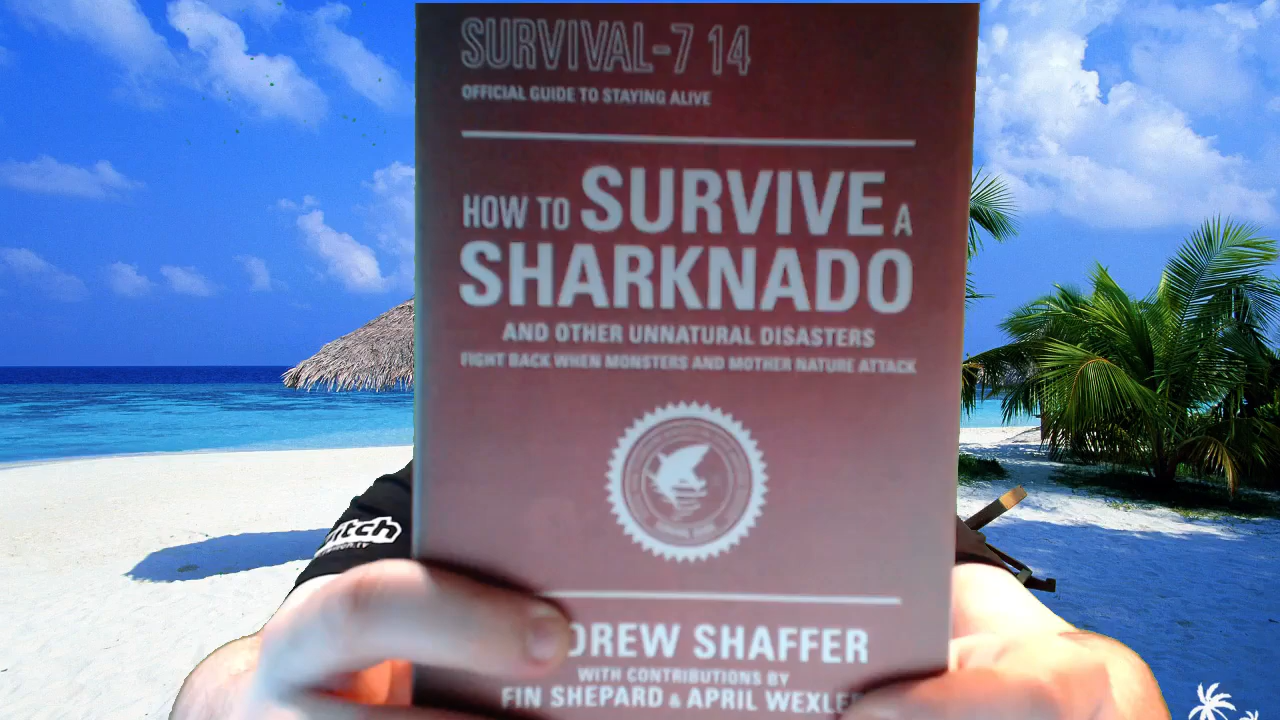 SURVIVAL-7 14
OFFICIAL GUIDE TO STAYING ALIVE
HOW TO SURVIVE A
SHARKNADO
AND OTHER UNNATURAL DISASTERS
FIGHT BACK WHEN MONSTERS AND MOTHER NATURE ATTACK
DREW SHAFFER
WITH CONTRIBUTIONS BY
FIN SHEPARD & APRIL WEXLE
itch